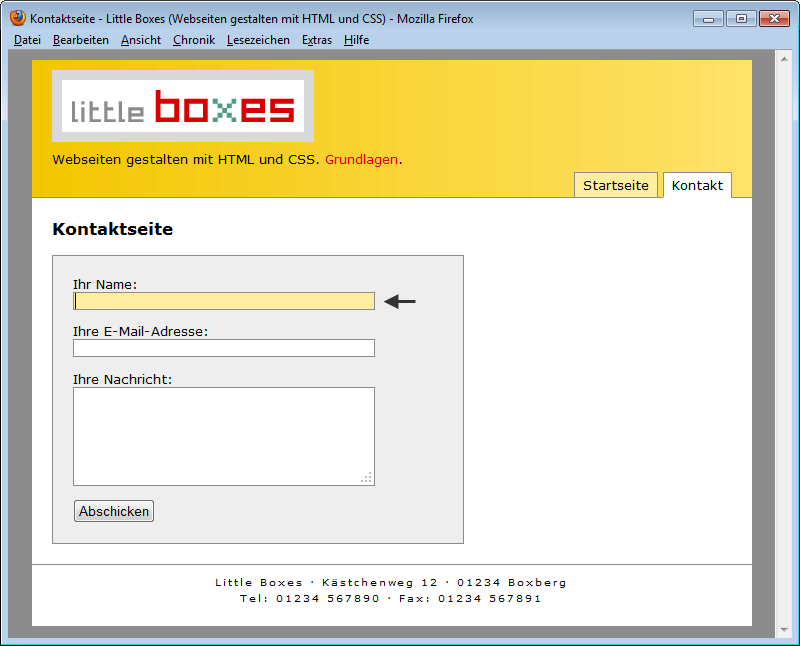 Kontaktseite - Little Boxes (Webseiten gestalten mit HTML und CSS) - Mozilla Firefox
Datei Bearbeiten Ansicht Chronik Lesezeichen Extras Hilfe
little boxes
Webseiten gestalten mit HTML und CSS. Grundlagen.
Startseite Kontakt
Kontaktseite
Ihr Name:
Ihre E-Mail-Adresse:
Ihre Nachricht:
Abschicken
Little Boxes · Kästchenweg 12 · 01234 Boxberg
Tel: 01234 567890 · Fax: 01234 567891